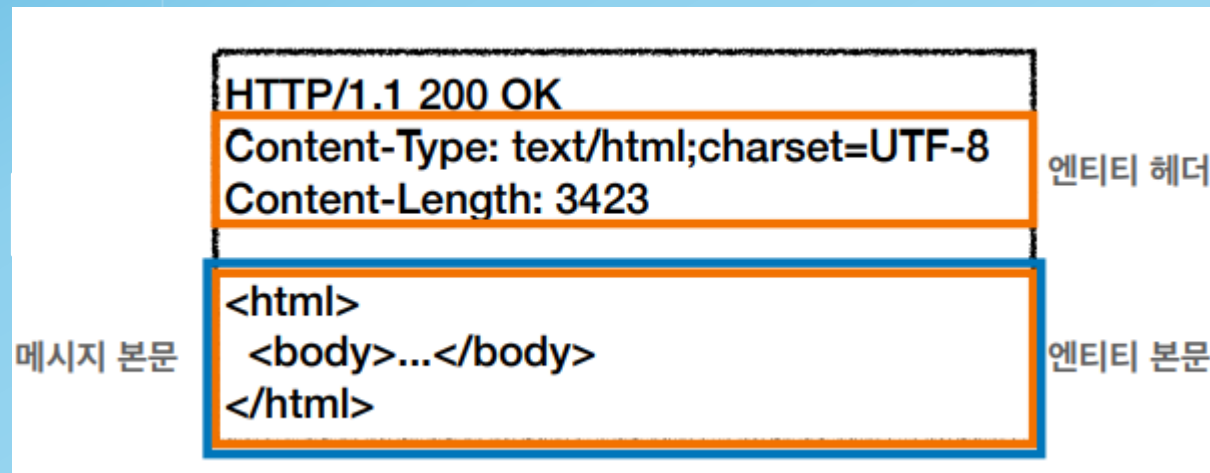 HTTP/1.1 200 OK
Content-Type: text/html;charset=UTF-8
Content-Length: 3423
엔티티 헤더
<html>
<body>...</body>
</html>
메시지 본문
엔티티 본문